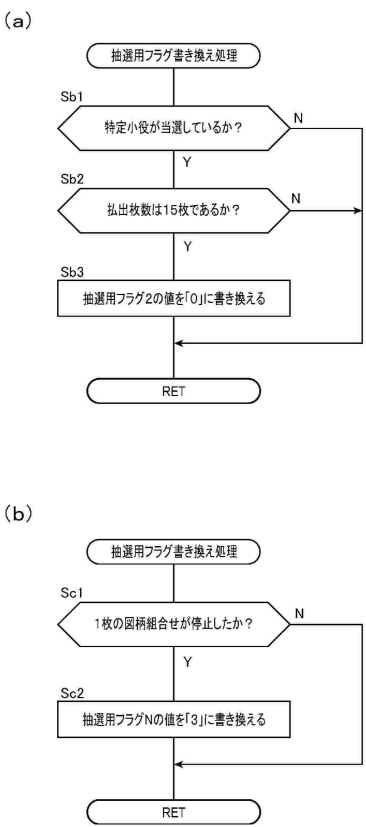 (a)
抽選用フラグ書き換え処理
Sb1
特定小役が当選しているか?
N
Y
Sb2
払出枚数は15枚であるか?
N
Y
Sb3
抽選用フラグ2の値を「0」に書き換える
RET
(b)
抽選用フラグ書き換え処理
Sc1
1枚の図柄組合せが停止したか?
N
Y
Sc2
抽選用フラグNの値を「3」に書き換える
RET